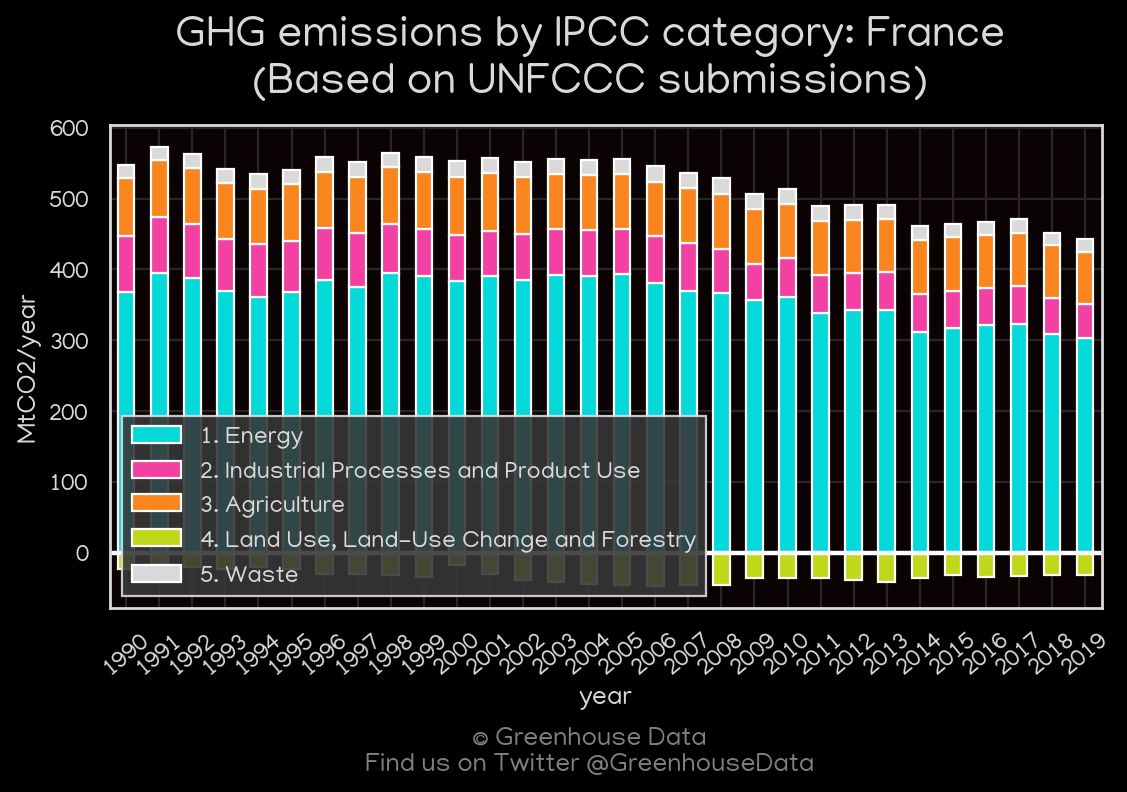 GHG emissions by IPCC category: France
(Based on UNFCCC submissions)
600
500
400
300
200
100
0
MtCO2/year
1. Energy
2. Industrial Processes and Product Use
3. Agriculture
4. Land Use, Land-Use Change and Forestry
5. Waste
1990 1991 1992 1993 1994 1995 1996 1997 1998 1999 2000 2001 2002 2003 2004 2005 2006 2007 2008 2009 2010 2011 2012 2013 2014 2015 2016 2017 2018 2019
year
© Greenhouse Data
Find us on Twitter @GreenhouseData